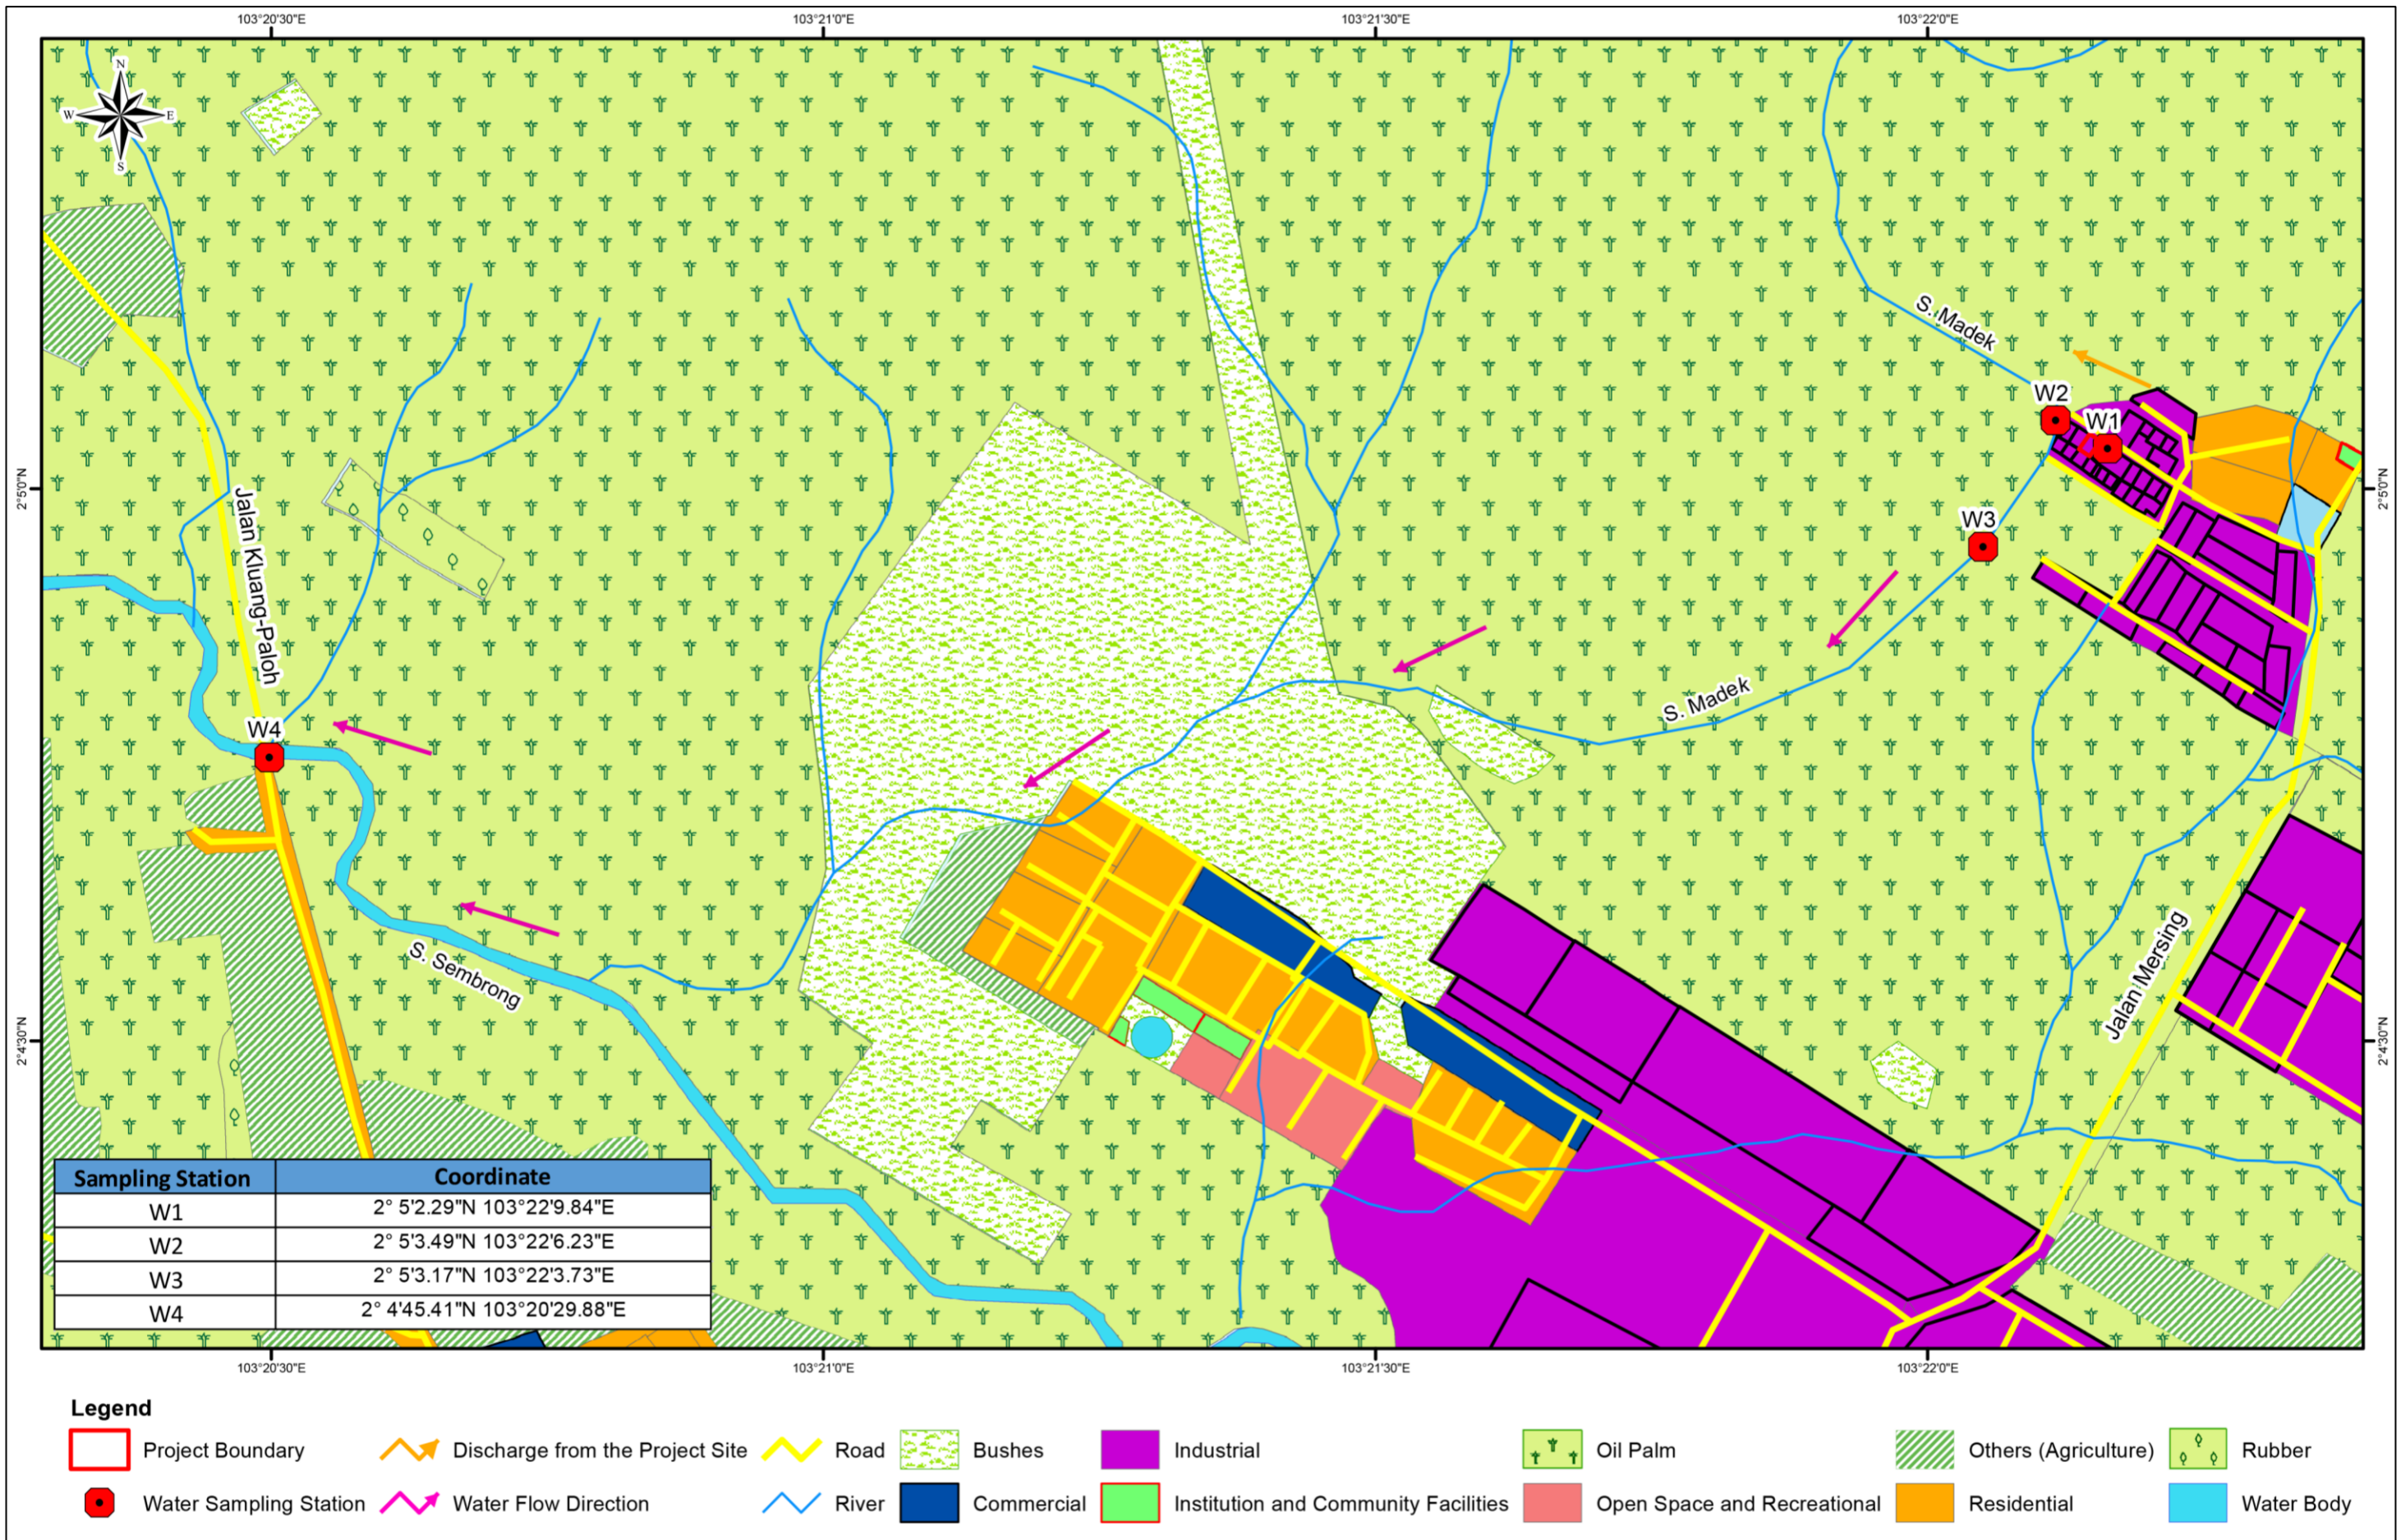 103°20'30"E 103°21'0"E 103°21'30"E 103°22'0"E
N
W E
S
S. Madek
W2
W1
2°5'0"N 2°5'0"N
Jalan Kluang-Paloh
W3
S. Madek
W4
S. Sembrong
Jalan Mersing
2°4'30"N 2°4'30"N
Sampling Station Coordinate
W1 2° 5'2.29"N 103°22'9.84"E
W2 2° 5'3.49"N 103°22'6.23"E
W3 2° 5'3.17"N 103°22'3.73"E
W4 2° 4'45.41"N 103°20'29.88"E
103°20'30"E 103°21'0"E 103°21'30"E 103°22'0"E
Legend
Project Boundary Discharge from the Project Site Road Bushes Industrial Oil Palm Others (Agriculture) Rubber
Water Sampling Station Water Flow Direction River Commercial Institution and Community Facilities Open Space and Recreational Residential Water Body